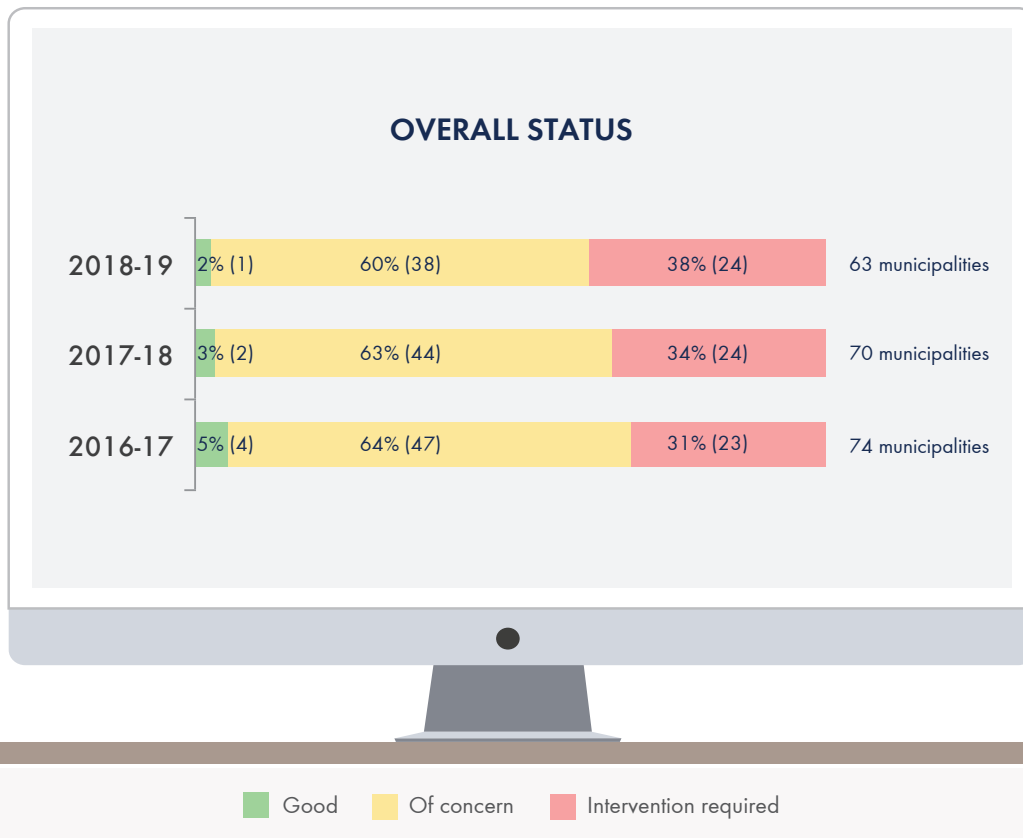 OVERALL STATUS
2018-19 2% (1) 60% (38) 38% (24) 63 municipalities
2017-18 3% (2) 63% (44) 34% (24) 70 municipalities
2016-17 5% (4) 64% (47) 31% (23) 74 municipalities
Good Of concern Intervention required